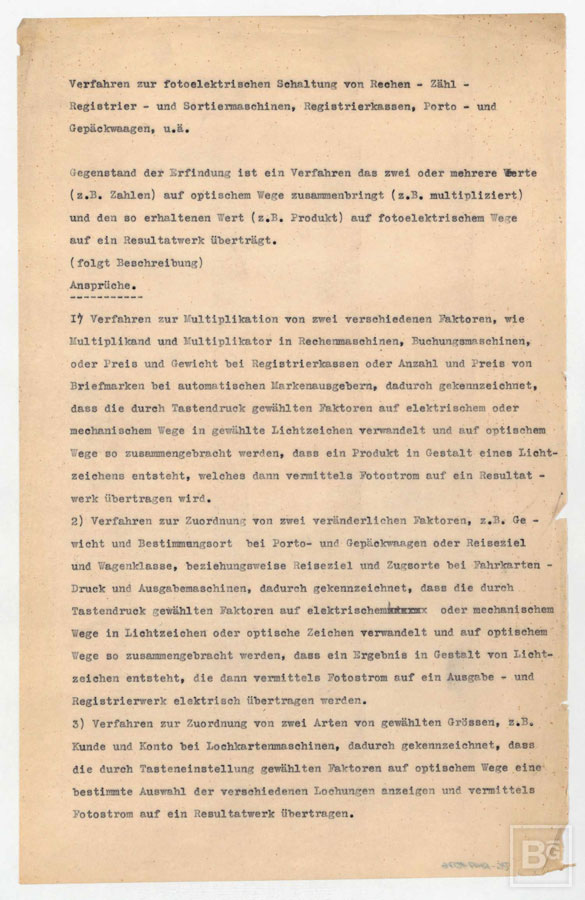 Verfahren zur fotoelektrischen Schaltung von Rechen - Zähl -
Registrier - und Sortiermaschinen, Registrierkassen, Porto - und
Gepäckwaagen, u.ä.
Gegenstand der Erfindung ist ein Verfahren das zwei oder mehrere Werte
(z.B. Zahlen) auf optischem Wege zusammenbringt (z.B. multipliziert)
und den so erhaltenen Wert (z.B. Produkt) auf fotoelektrischem Wege
auf ein Resultatwerk überträgt.
(folgt Beschreibung)
Ansprüche.
-----------
1) Verfahren zur Multiplikation von zwei verschiedenen Faktoren, wie
Multiplikand und Multiplikator in Rechenmaschinen, Buchungsmaschinen,
oder Preis und Gewicht bei Registrierkassen oder Anzahl und Preis von
Briefmarken bei automatischen Markenausgebern, dadurch gekennzeichnet,
dass die durch Tastendruck gewählten Faktoren auf elektrischem oder
mechanischem Wege in gewählte Lichtzeichen verwandelt und auf optischem
Wege so zusammengebracht werden, dass ein Produkt in Gestalt eines Licht-
zeichens entsteht, welches dann vermittels Fotostrom auf ein Resultat -
werk übertragen wird.
2) Verfahren zur Zuordnung von zwei veränderlichen Faktoren, z.B. Ge -
wicht und Bestimmungsort bei Porto- und Gepäckwaagen oder Reiseziel
und Wagenklasse, beziehungsweise Reiseziel und Zugsorte bei Fahrkarten -
Druck und Ausgabemaschinen, dadurch gekennzeichnet, dass die durch
Tastendruck gewählten Faktoren auf elektrischem oder mechanischem
Wege in Lichtzeichen oder optische Zeichen verwandelt und auf optischem
Wege so zusammengebracht werden, dass ein Ergebnis in Gestalt von Licht-
zeichen entsteht, die dann vermittels Fotostrom auf ein Ausgabe - und
Registrierwerk elektrisch übertragen werden.
3) Verfahren zur Zuordnung von zwei Arten von gewählten Grössen, z.B.
Kunde und Konto bei Lochkartenmaschinen, dadurch gekennzeichnet, dass
die durch Tasteneinstellung gewählten Faktoren auf optischem Wege eine
bestimmte Auswahl der verschiedenen Lochungen anzeigen und vermittels
Fotostrom auf ein Resultatwerk übertragen.
BG